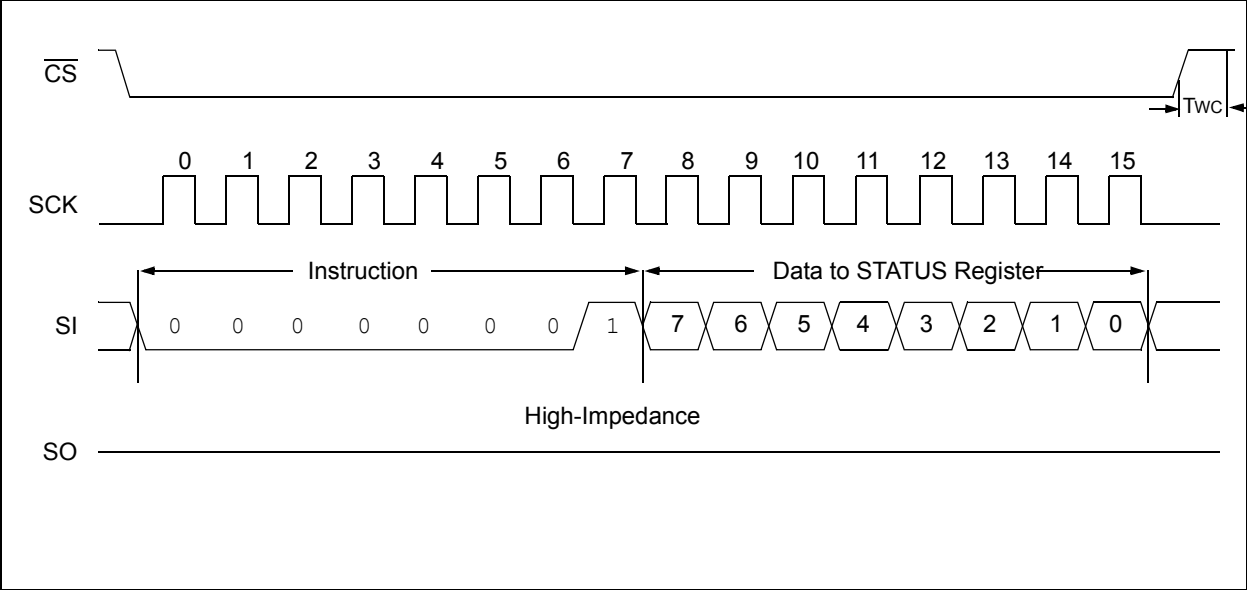 CS
TWC
0 1 2 3 4 5 6 7 8 9 10 11 12 13 14 15
SCK
Instruction Data to STATUS Register
SI 0 0 0 0 0 0 0 1 7 6 5 4 3 2 1 0
High-Impedance
SO